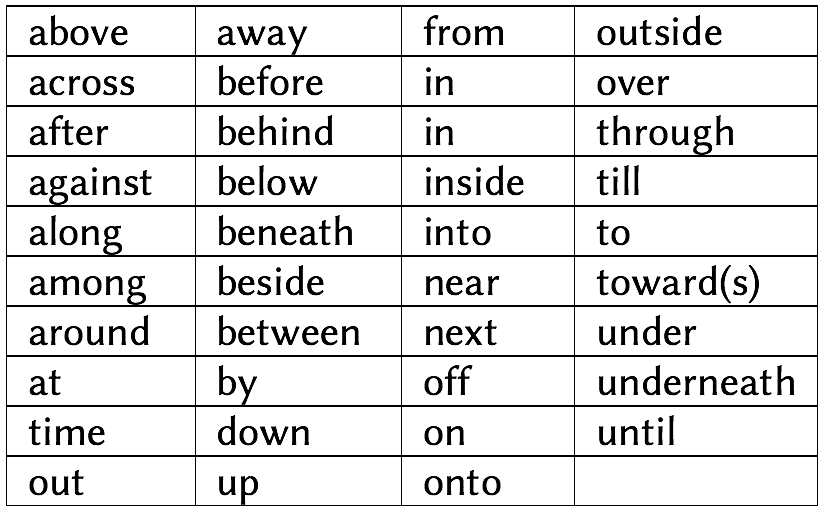 above away from outside
across before in over
after behind in through
against below inside till
along beneath into to
among beside near toward(s)
around between next under
at by off underneath
time down on until
out up onto